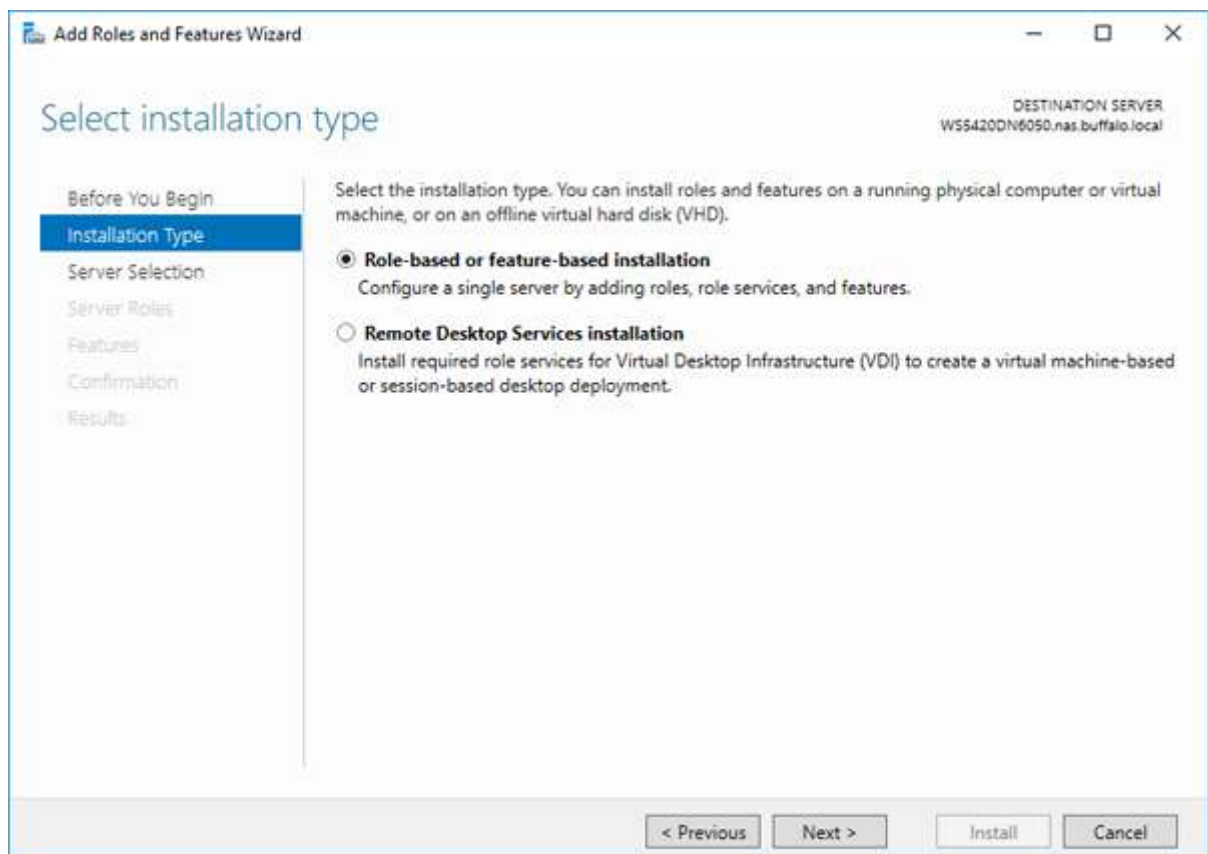 Add Roles and Features Wizard
Select installation type
DESTINATION SERVER
WS5420DN6050.nas.buffalo.local
Before You Begin
Installation Type
Server Selection
Server Roles
Features
Confirmation
Results
Select the installation type. You can install roles and features on a running physical computer or virtual
machine, or on an offline virtual hard disk (VHD).
Role-based or feature-based installation
Configure a single server by adding roles, role services, and features.
Remote Desktop Services installation
Install required role services for Virtual Desktop Infrastructure (VDI) to create a virtual machine-based
or session-based desktop deployment.
< Previous
Next >
Install
Cancel